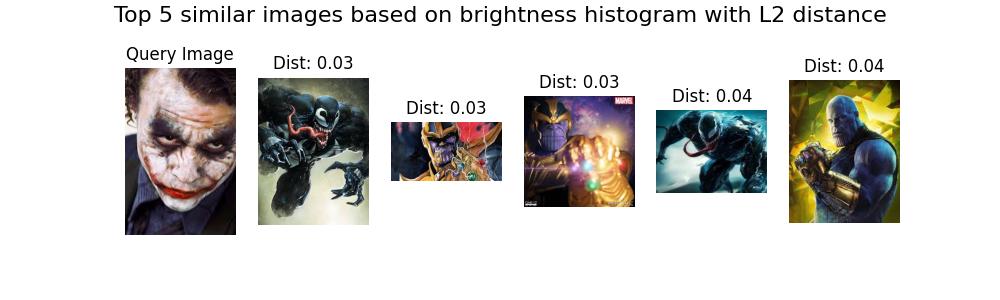 Top 5 similar images based on brightness histogram with L2 distance
Query Image
Dist: 0.03
Dist: 0.03
Dist: 0.03
Dist: 0.04
Dist: 0.04
MARVEL